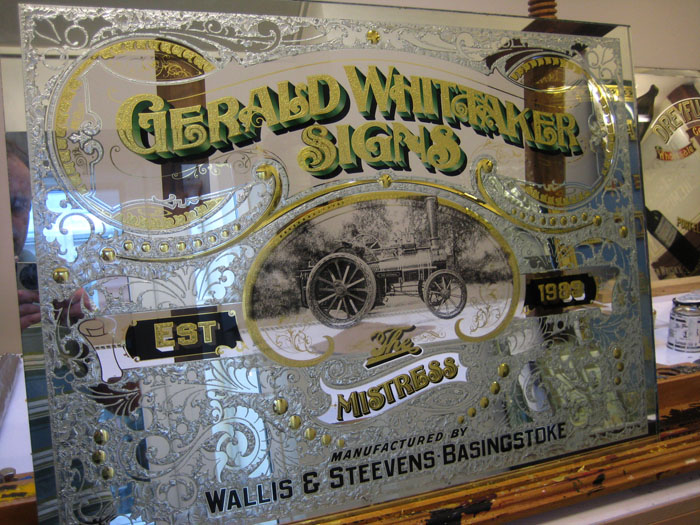 GERALD WHITTAKER
SIGNS
EST
1989
The
MISTRESS
MANUFACTURED BY
WALLIS & STEEVENS BASINGSTOKE